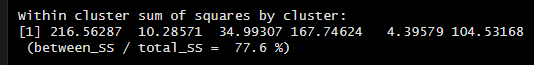 Within cluster sum of squares by cluster:
[1] 216.56287  10.28571  34.99307 167.74624   4.39579 104.53168
 (between_SS / total_SS =  77.6 %)